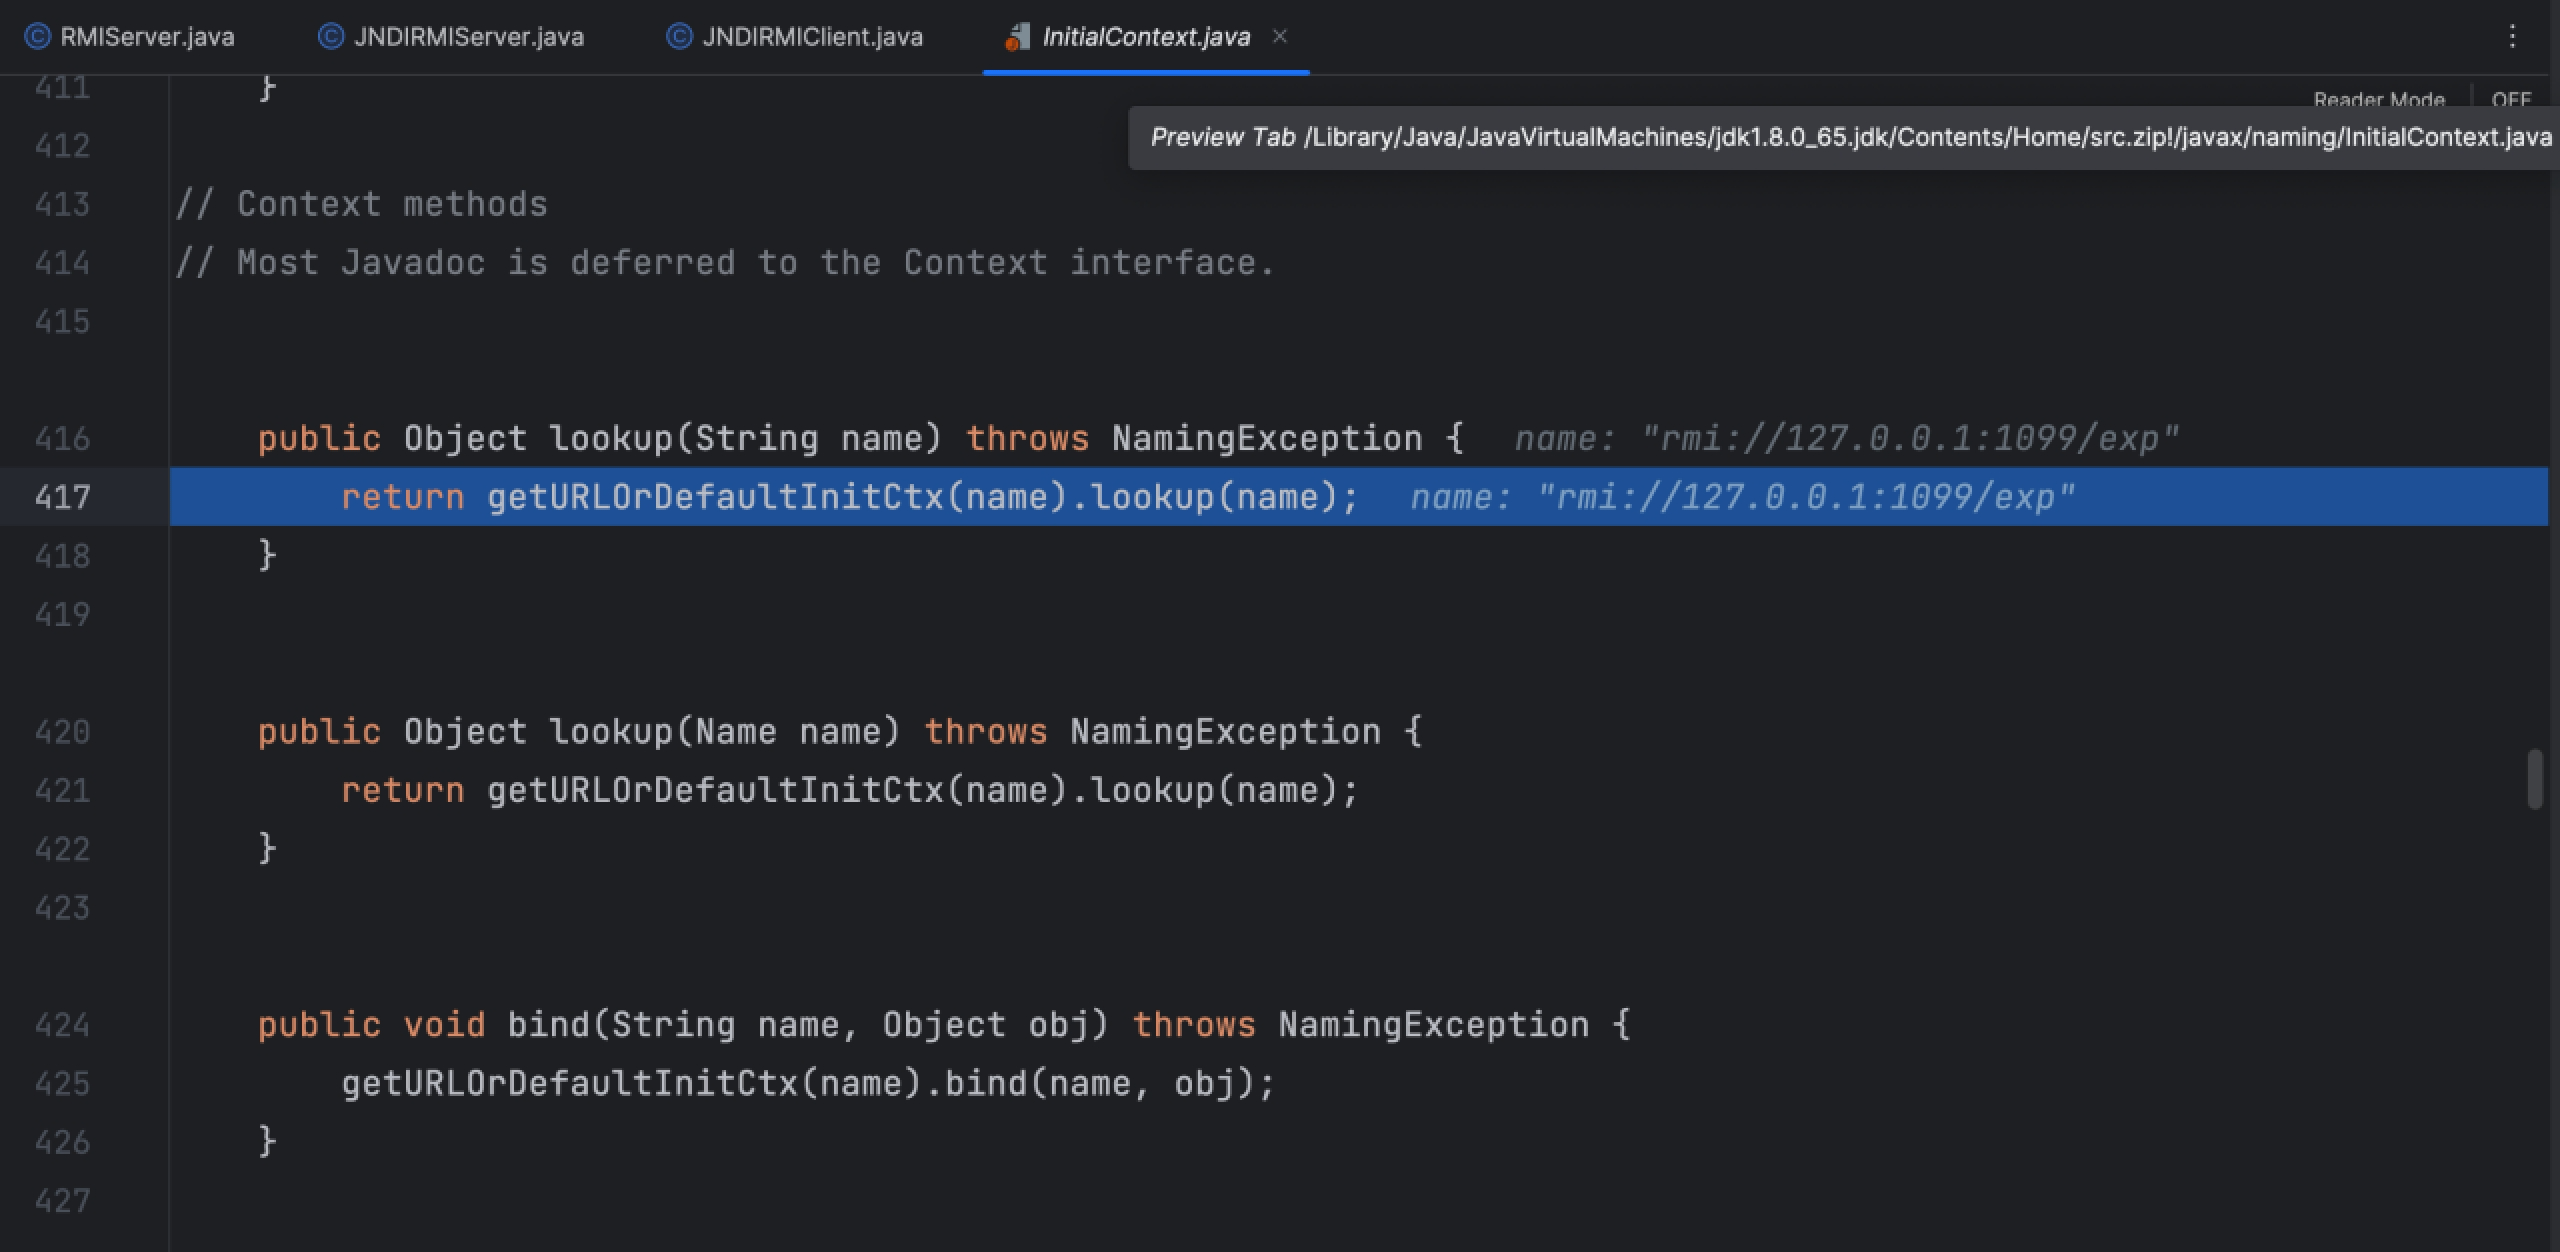 RMIServer.java JNDIRMIServer.java JNDIRMIClient.java InitialContext.java
411 }
Reader Mode OFF
Preview Tab /Library/Java/JavaVirtualMachines/jdk1.8.0_65.jdk/Contents/Home/src.zip!/javax/naming/InitialContext.java
412
413 // Context methods
414 // Most Javadoc is deferred to the Context interface.
415
416 public Object lookup(String name) throws NamingException { name: "rmi://127.0.0.1:1099/exp"
417 return getURLOrDefaultInitCtx(name).lookup(name); name: "rmi://127.0.0.1:1099/exp"
418 }
419
420 public Object lookup(Name name) throws NamingException {
421 return getURLOrDefaultInitCtx(name).lookup(name);
422 }
423
424 public void bind(String name, Object obj) throws NamingException {
425 getURLOrDefaultInitCtx(name).bind(name, obj);
426 }
427